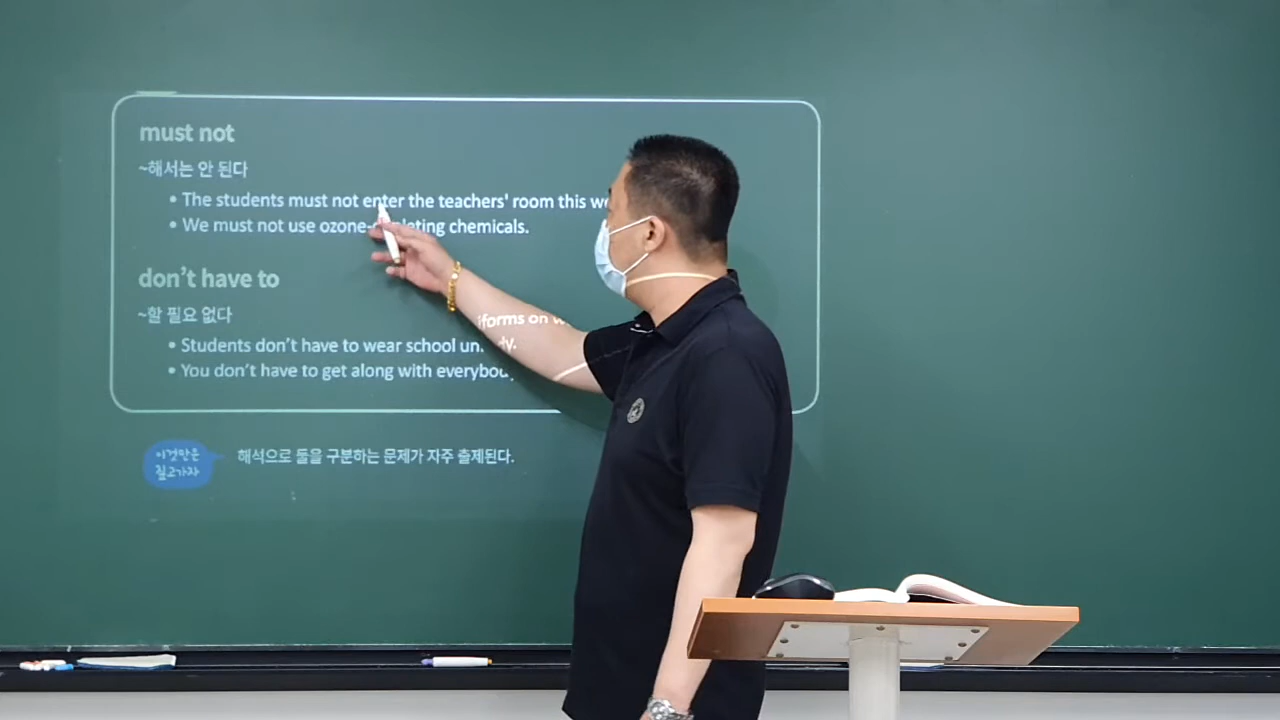 must not
~해서는 안 된다
• The students must not enter the teachers' room this
• We must not use ozone-depleting chemicals.
don't have to
~할 필요 없다
• Students don't have to wear school uniforms on
• You don't have to get along with everybody.
이것만은
짚고가자
해석으로 둘을 구분하는 문제가 자주 출제된다.